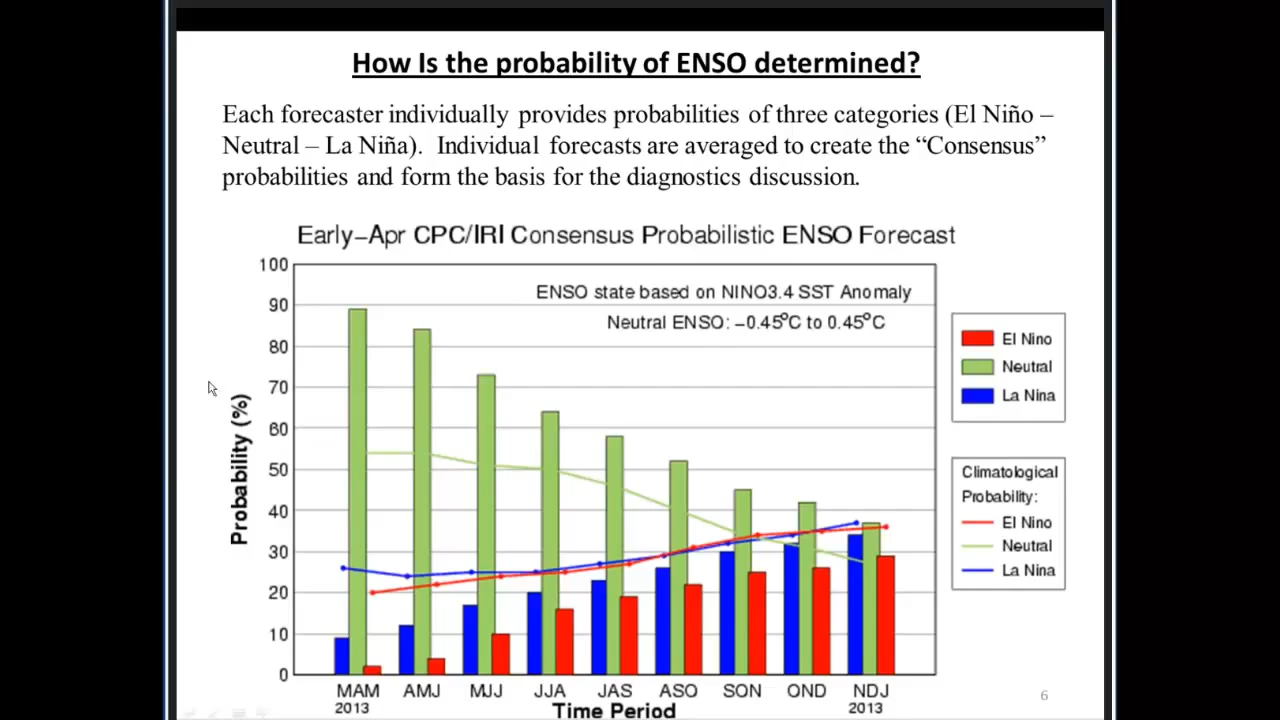 How Is the probability of ENSO determined?
Each forecaster individually provides probabilities of three categories (El Niño –
Neutral – La Niña). Individual forecasts are averaged to create the “Consensus”
probabilities and form the basis for the diagnostics discussion.
Early–Apr CPC/IRI Consensus Probabilistic ENSO Forecast
ENSO state based on NINO3.4 SST Anomaly
Neutral ENSO: –0.45°C to 0.45°C
Probability (%)
100
90
80
70
60
50
40
30
20
10
0
El Nino
Neutral
La Nina
Climatological
Probability:
El Nino
Neutral
La Nina
MAM AMJ MJJ JJA JAS ASO SON OND NDJ
2013 2013
Time Period
6